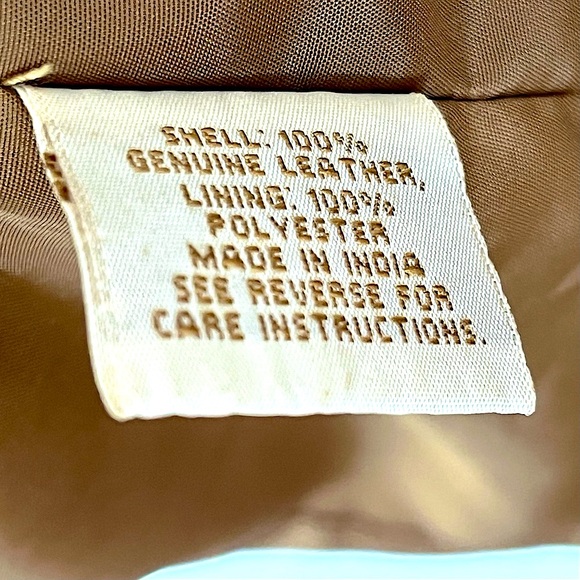 SHELL: 100%
GENUINE LEATHER.
LINING: 100%
POLYESTER
MADE IN INDIA
SEE REVERSE FOR
CARE INSTRUCTIONS.